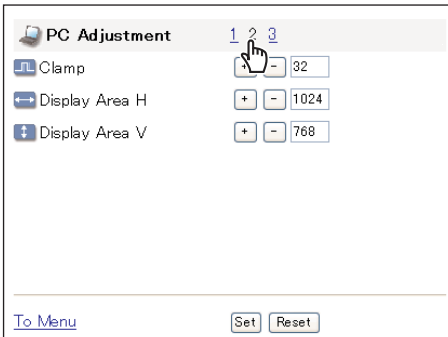 PC Adjustment 1 2 3
Clamp + - 32
Display Area H + - 1024
Display Area V + - 768
To Menu Set Reset